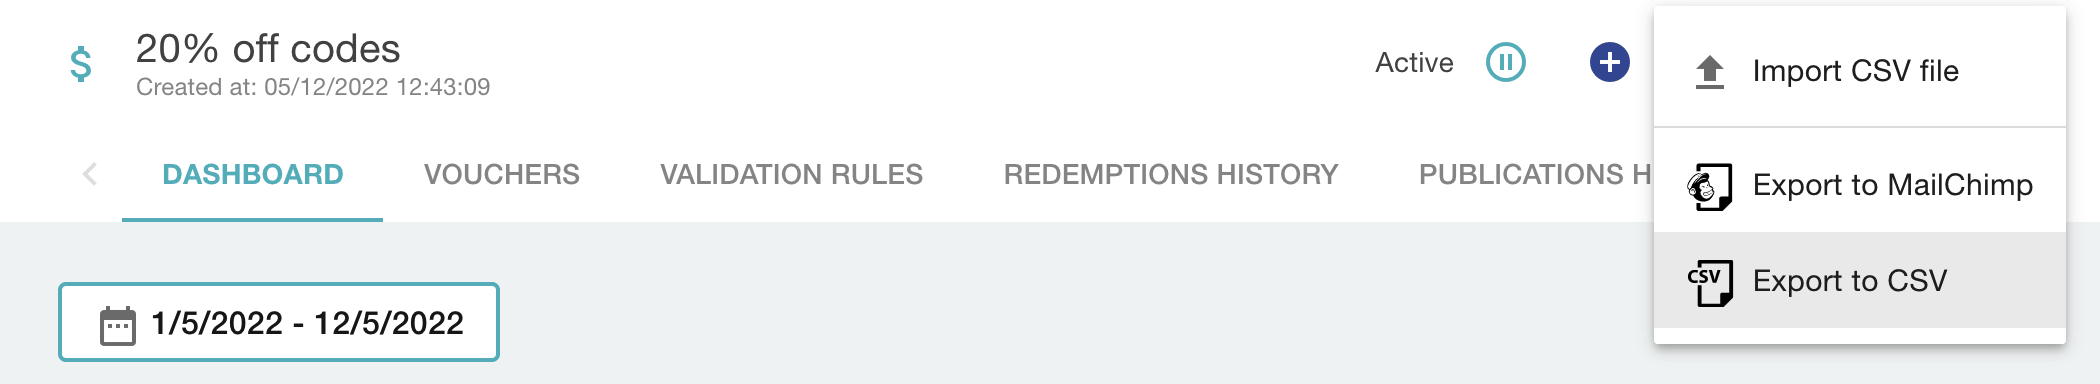 20% off codes
Created at: 05/12/2022 12:43:09
Active
DASHBOARD
VOUCHERS
VALIDATION RULES
REDEMPTIONS HISTORY
PUBLICATIONS H
1/5/2022 - 12/5/2022
Import CSV file
Export to MailChimp
CSV
Export to CSV